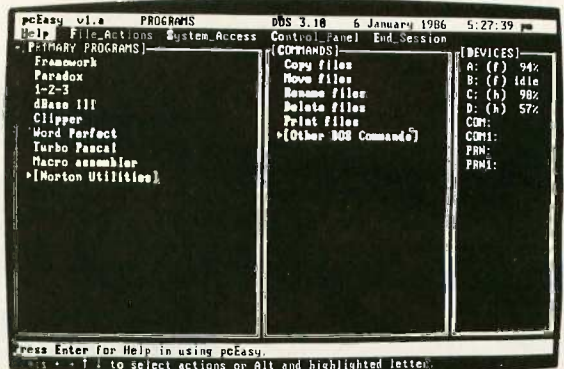 pcEasy v1.a PROGRAMS DOS 3.10 6 January 1986 5:27:39 pm
Help File_Actions System_Access Control_Panel End_Session
[PRIMARY PROGRAMS]
Framework
Paradox
1-2-3
dBase III
Clipper
Word Perfect
Turbo Pascal
Macro assembler
▸[Norton Utilities]
[COMMANDS]
Copy files
Move files
Rename files
Delete files
Print files
▸[Other DOS Commands]
[DEVICES]
A: (f) 94%
B: (f) idle
C: (h) 98%
D: (h) 57%
COM:
COM1:
PRN:
PRN1:
Press Enter for Help in using pcEasy.
to select actions or Alt and highlighted letter.